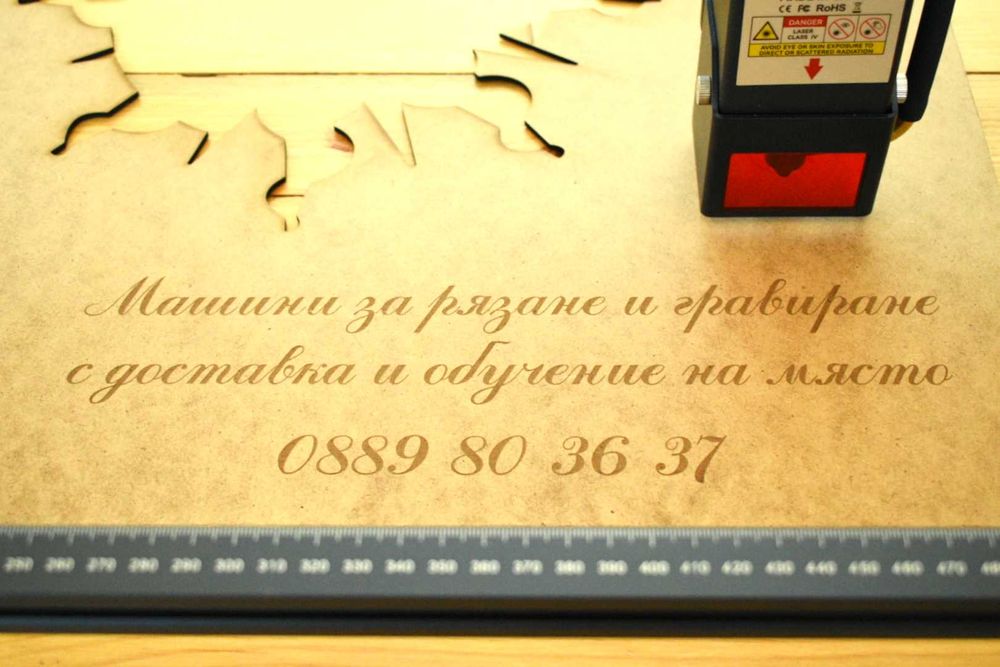 CE FC RoHS
DANGER
LASER
CLASS IV
AVOID EYE OR SKIN EXPOSURE TO
DIRECT OR SCATTERED RADIATION
Машини за рязане и гравиране
с доставка и обучение на място
0889 80 36 37
260 270 280 290 300 310 320 330 340 350 360 370 380 390 400 410 420 430 440 450 460 470